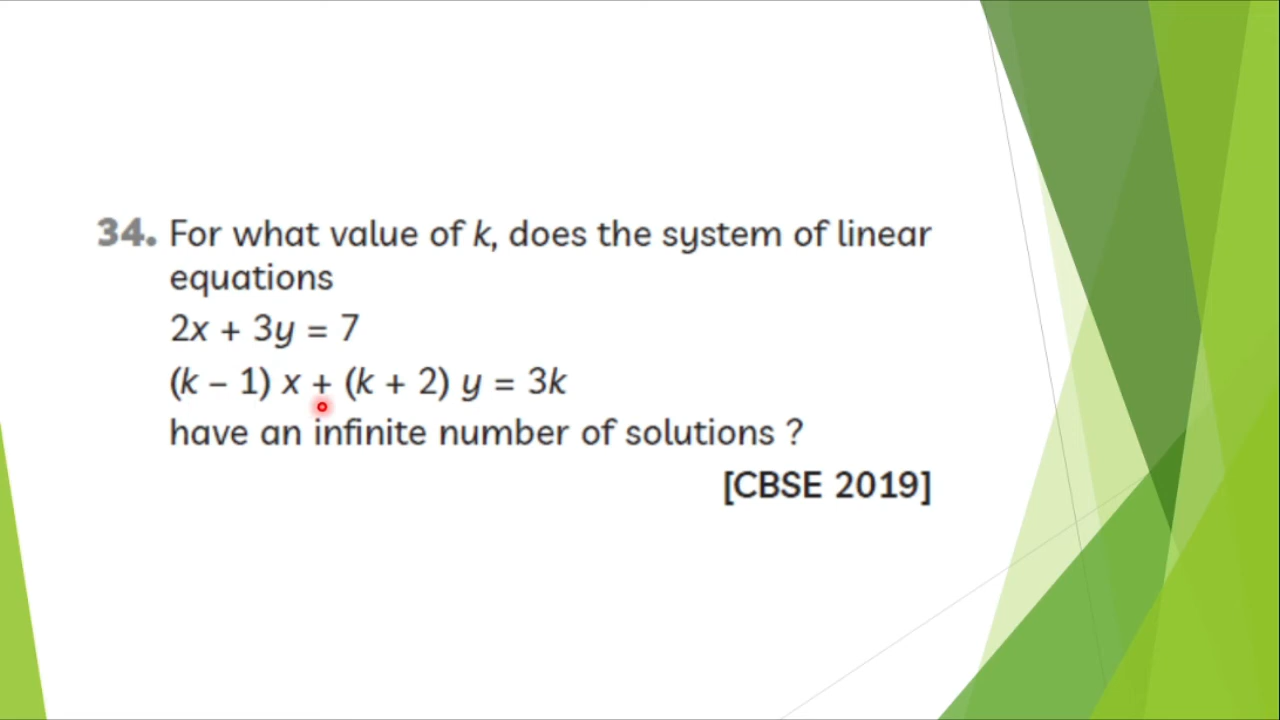 34. For what value of k, does the system of linear
equations
2x + 3y = 7
(k – 1) x + (k + 2) y = 3k
have an infinite number of solutions ?
[CBSE 2019]